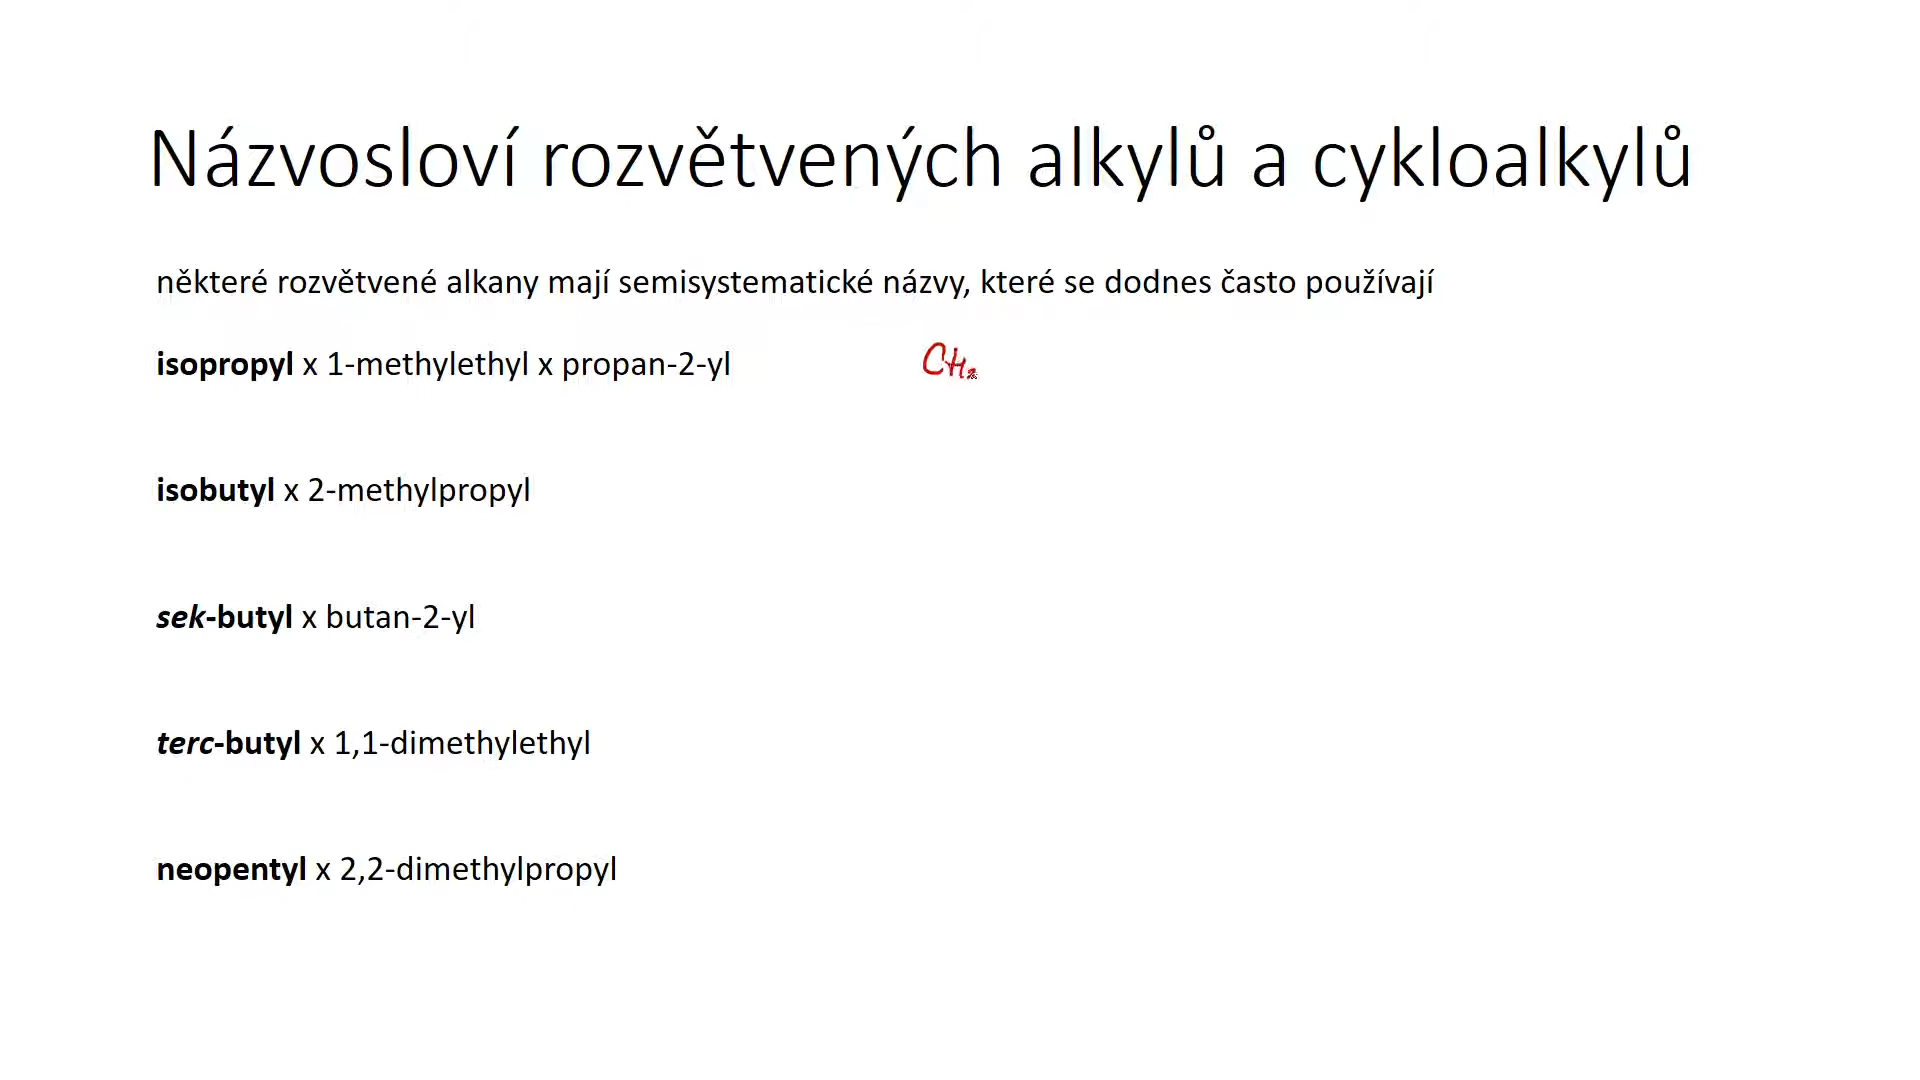 Názvosloví rozvětvených alkylů a cykloalkylů
některé rozvětvené alkany mají semisystematické názvy, které se dodnes často používají
isopropyl x 1-methylethyl x propan-2-yl
CH₂
isobutyl x 2-methylpropyl
sek-butyl x butan-2-yl
terc-butyl x 1,1-dimethylethyl
neopentyl x 2,2-dimethylpropyl